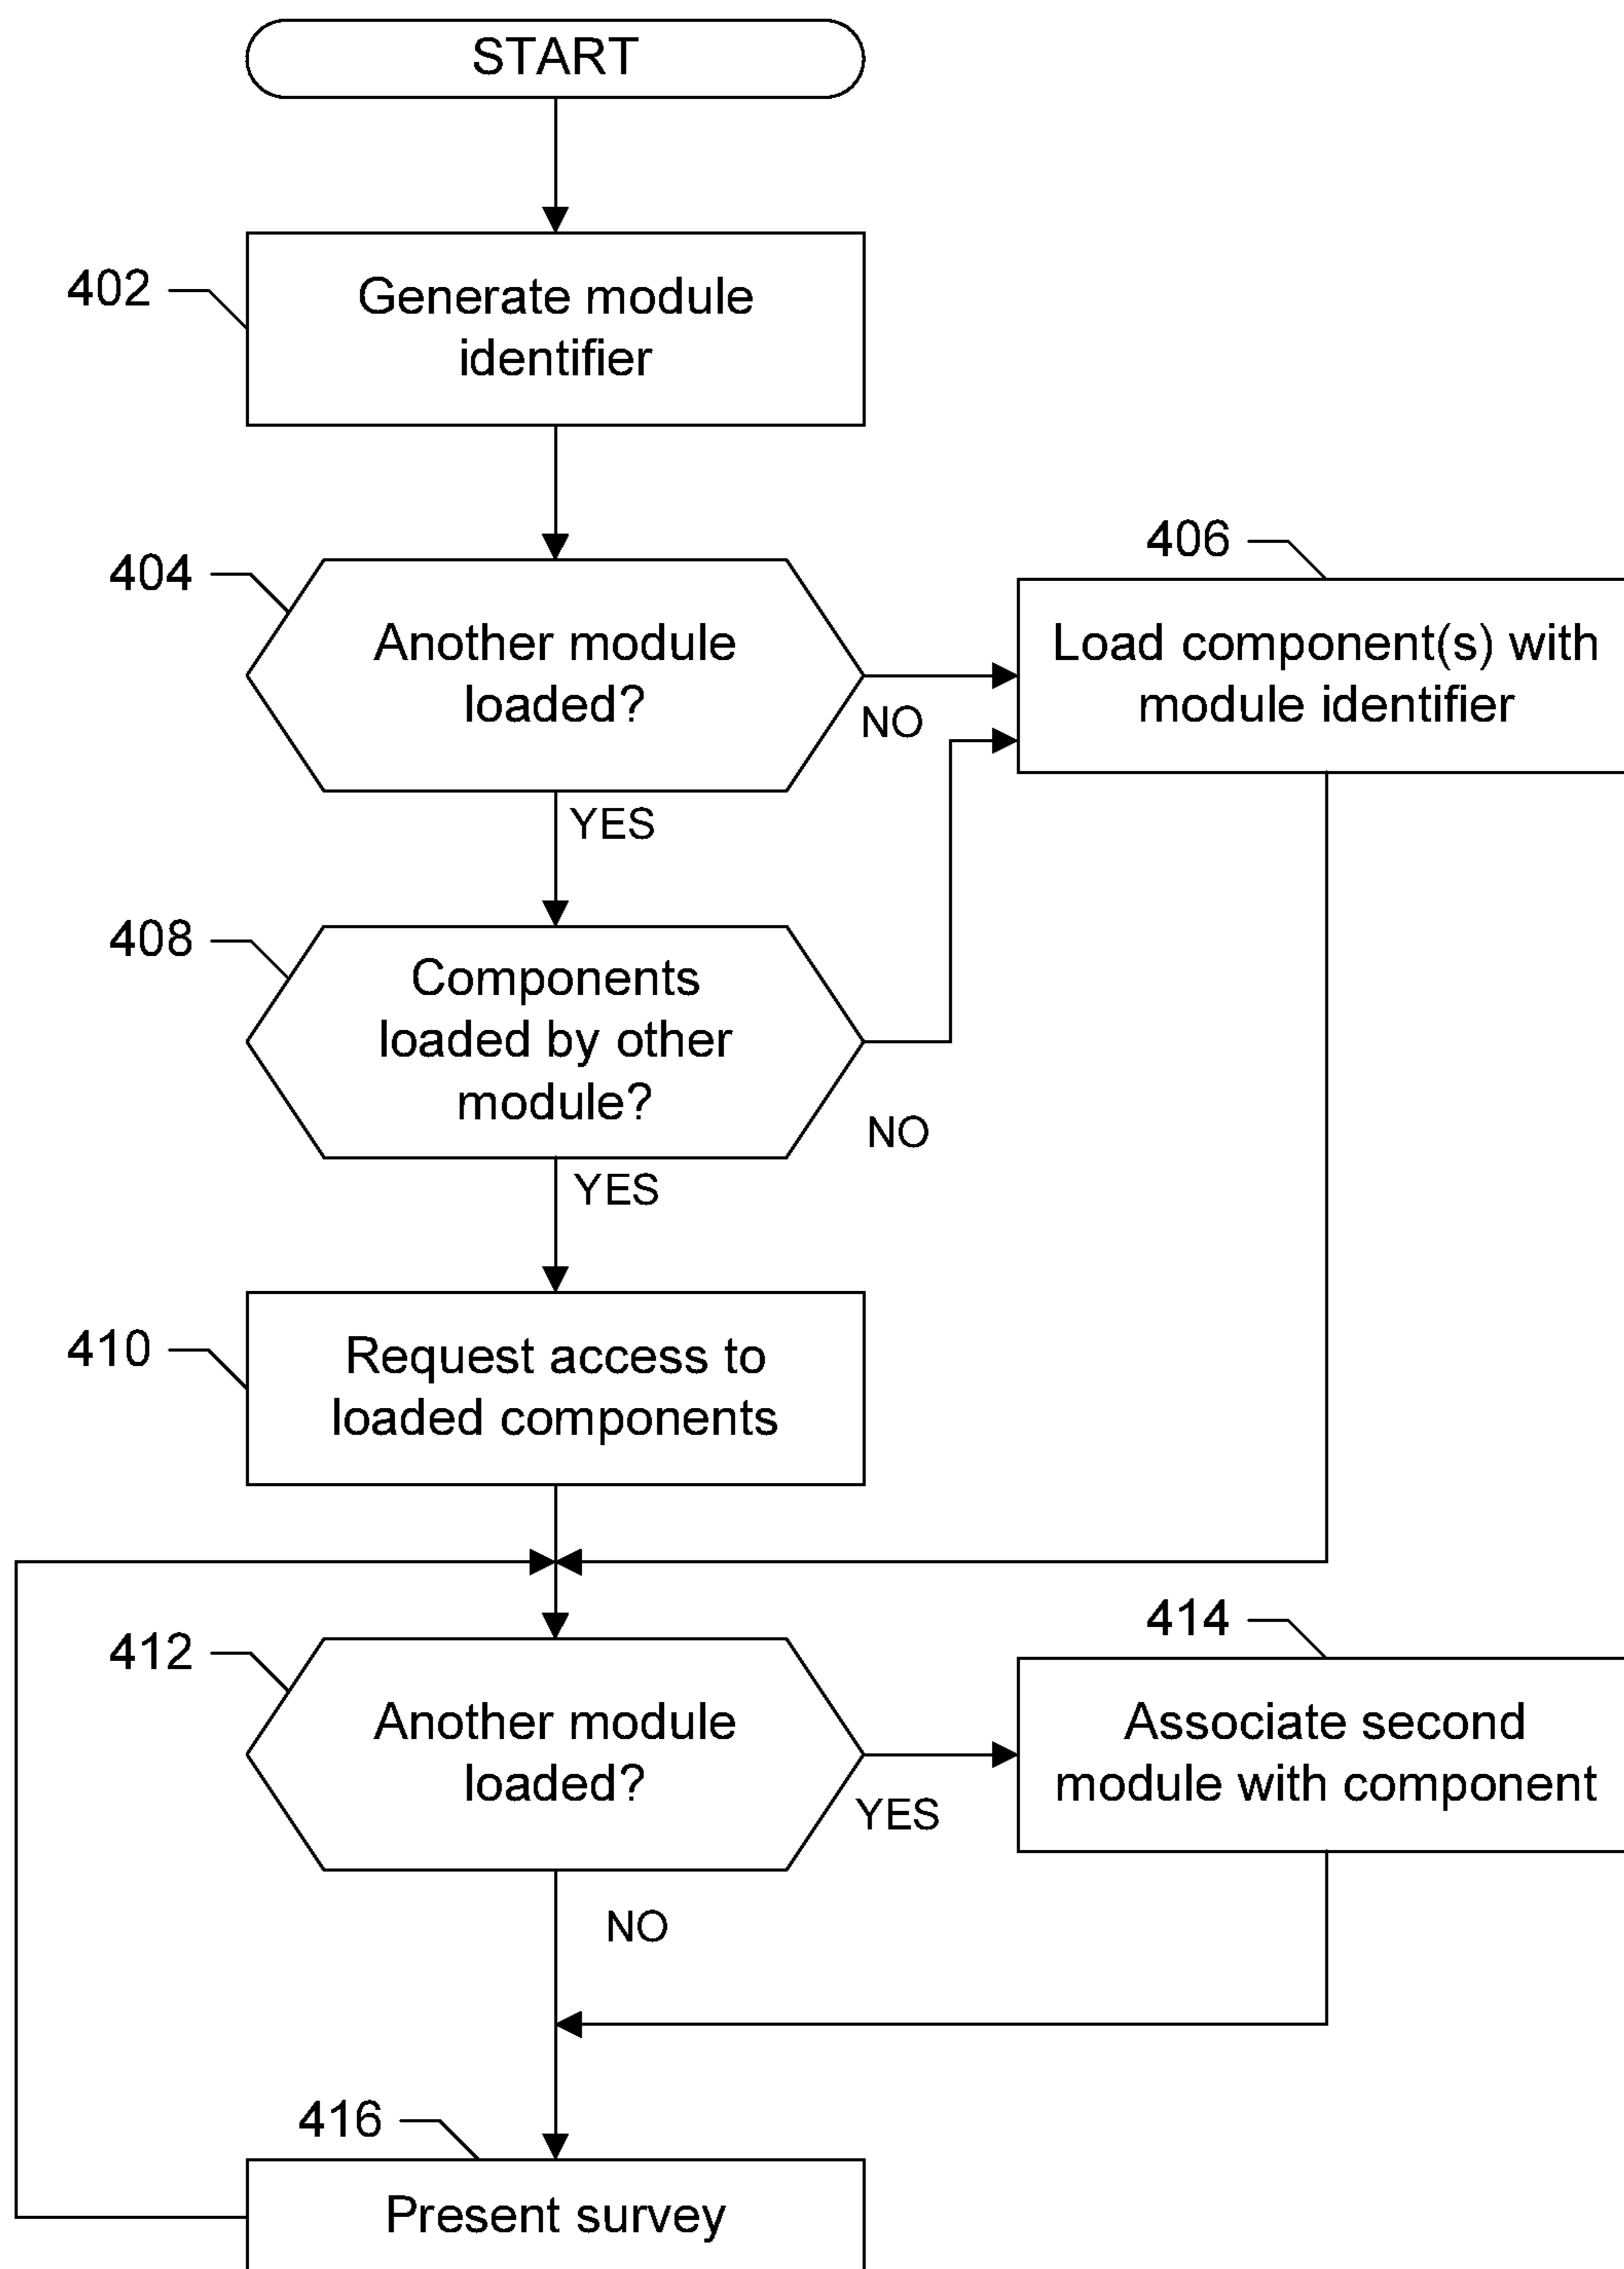 START
402
Generate module
identifier
404
Another module
loaded?
NO
YES
406
Load component(s) with
module identifier
408
Components
loaded by other
module?
NO
YES
410
Request access to
loaded components
412
Another module
loaded?
YES
NO
414
Associate second
module with component
416
Present survey